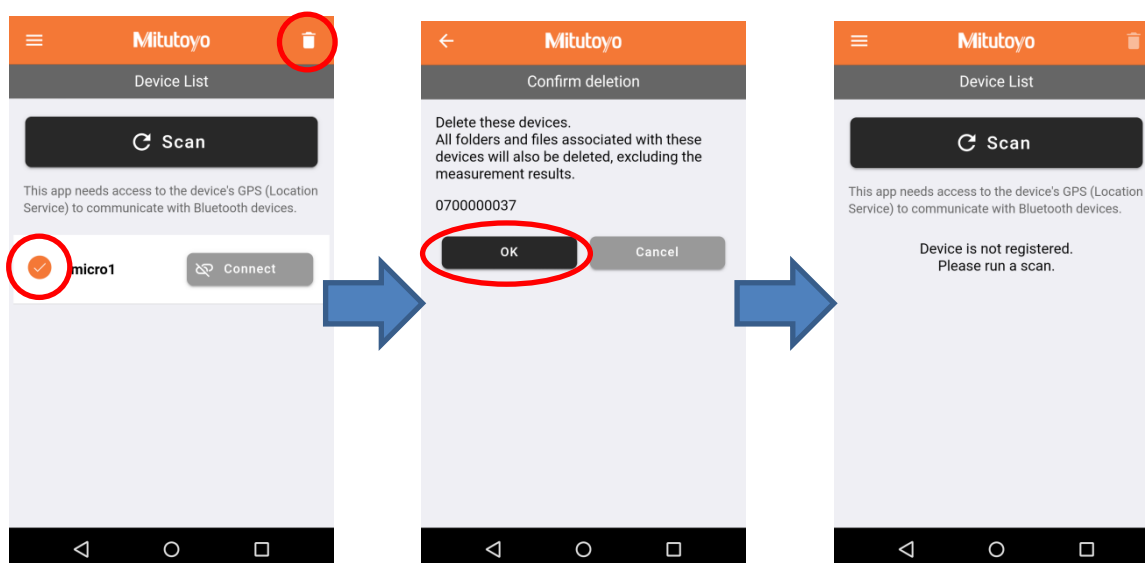 Mitutoyo
Device List
Scan
This app needs access to the device's GPS (Location
Service) to communicate with Bluetooth devices.
micro1
Connect
Mitutoyo
Confirm deletion
Delete these devices.
All folders and files associated with these
devices will also be deleted, excluding the
measurement results.
0700000037
OK
Cancel
Mitutoyo
Device List
Scan
This app needs access to the device's GPS (Location
Service) to communicate with Bluetooth devices.
Device is not registered.
Please run a scan.